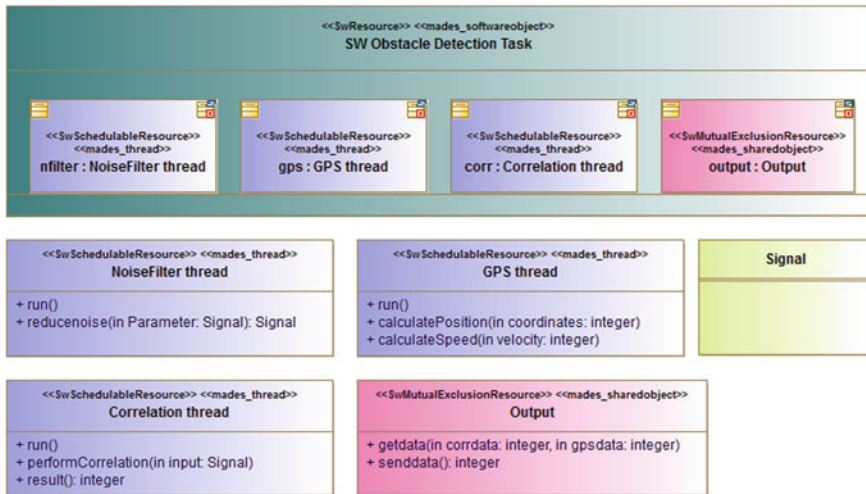 <<SwResource>> <<mades_softwareobject>>
SW Obstacle Detection Task
<<SwSchedulableResource>>
<<mades_thread>>
nfilter : NoiseFilter thread
<<SwSchedulableResource>>
<<mades_thread>>
gps : GPS thread
<<SwSchedulableResource>>
<<mades_thread>>
corr : Correlation thread
<<SwMutualExclusionResource>>
<<mades_sharedobject>>
output : Output
<<SwSchedulableResource>> <<mades_thread>>
NoiseFilter thread
+ run()
+ reducenoise(in Parameter: Signal): Signal
<<SwSchedulableResource>> <<mades_thread>>
GPS thread
+ run()
+ calculatePosition(in coordinates: integer)
+ calculateSpeed(in velocity: integer)
Signal
<<SwSchedulableResource>> <<mades_thread>>
Correlation thread
+ run()
+ performCorrelation(in input: Signal)
+ result(): integer
<<SwMutualExclusionResource>> <<mades_sharedobject>>
Output
+ getdata(in corrdata: integer, in gpsdata: integer)
+ senddata(): integer